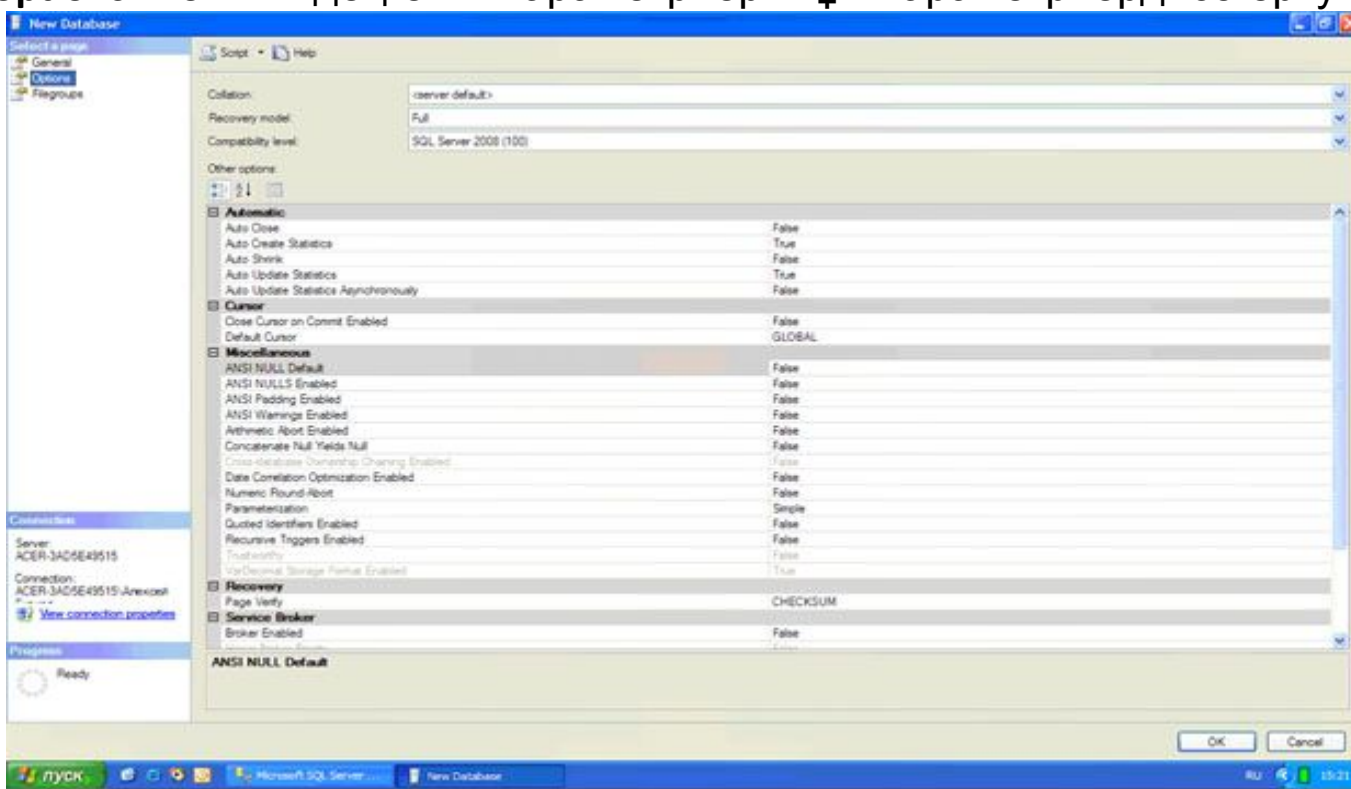 New Database
Select a page
General
Options
Filegroups
Script
Help
Collation: <server default>
Recovery model: Full
Compatibility level: SQL Server 2008 (100)
Other options:
Automatic
Auto Close False
Auto Create Statistics True
Auto Shrink False
Auto Update Statistics True
Auto Update Statistics Asynchronously False
Cursor
Close Cursor on Commit Enabled False
Default Cursor GLOBAL
Miscellaneous
ANSI NULL Default False
ANSI NULLS Enabled False
ANSI Padding Enabled False
ANSI Warnings Enabled False
Arithmetic Abort Enabled False
Concatenate Null Yields Null False
Cross-database Ownership Chaining Enabled False
Date Correlation Optimization Enabled False
Numeric Round-Abort False
Parameterization Simple
Quoted Identifiers Enabled False
Recursive Triggers Enabled False
Trustworthy False
VarDecimal Storage Format Enabled True
Recovery
Page Verify CHECKSUM
Service Broker
Broker Enabled False
ANSI NULL Default
Connection
Server:
ACER-3AD5E49515
Connection:
ACER-3AD5E49515\Алексей
View connection properties
Progress
Ready
OK
Cancel
пуск
Microsoft SQL Server ...
New Database
RU
15:21